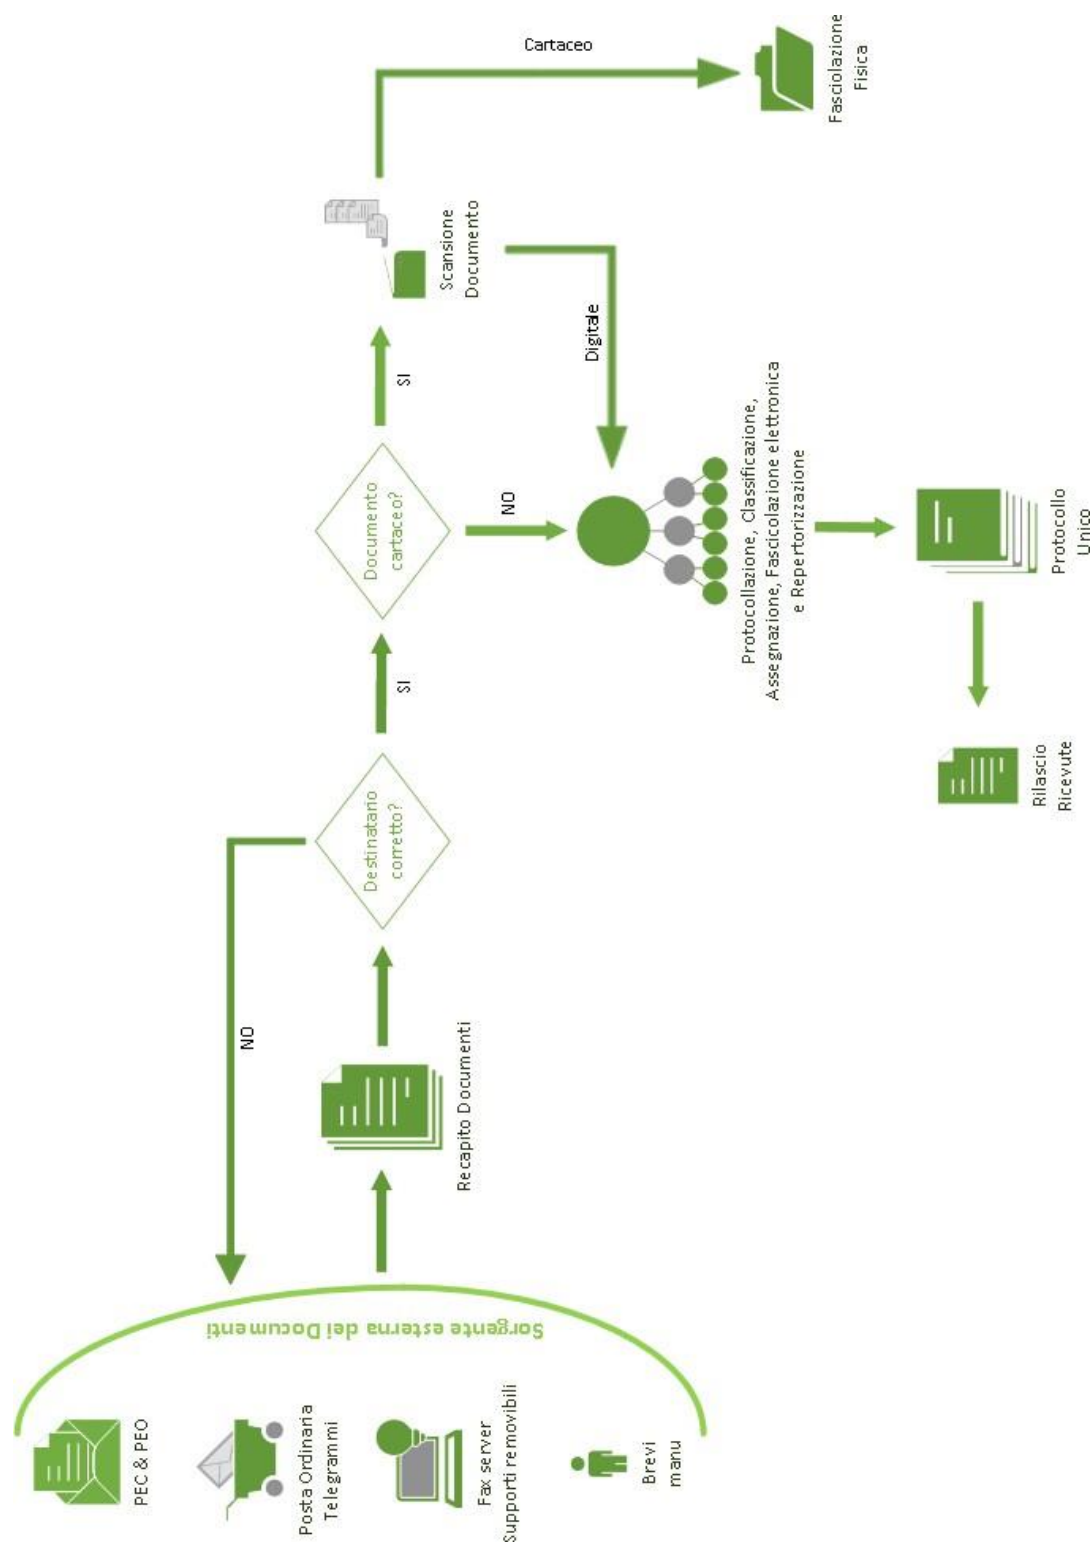 PEC & PEO
Posta Ordinaria
Telegrammi
Fax server
Supporti removibili
Brevi
manu
Sorgente esterna dei Documenti
Recapito Documenti
NO
Destinatario
corretto?
SI
Documento
cartaceo?
SI
NO
Scansione
Documento
Cartaceo
Digitale
Fasciolazione
Fisica
Protocollazione, Classificazione,
Assegnazione, Fascicolazione elettronica
e Repertorizzazione
Protocollo
Unico
Rilascio
Ricevute